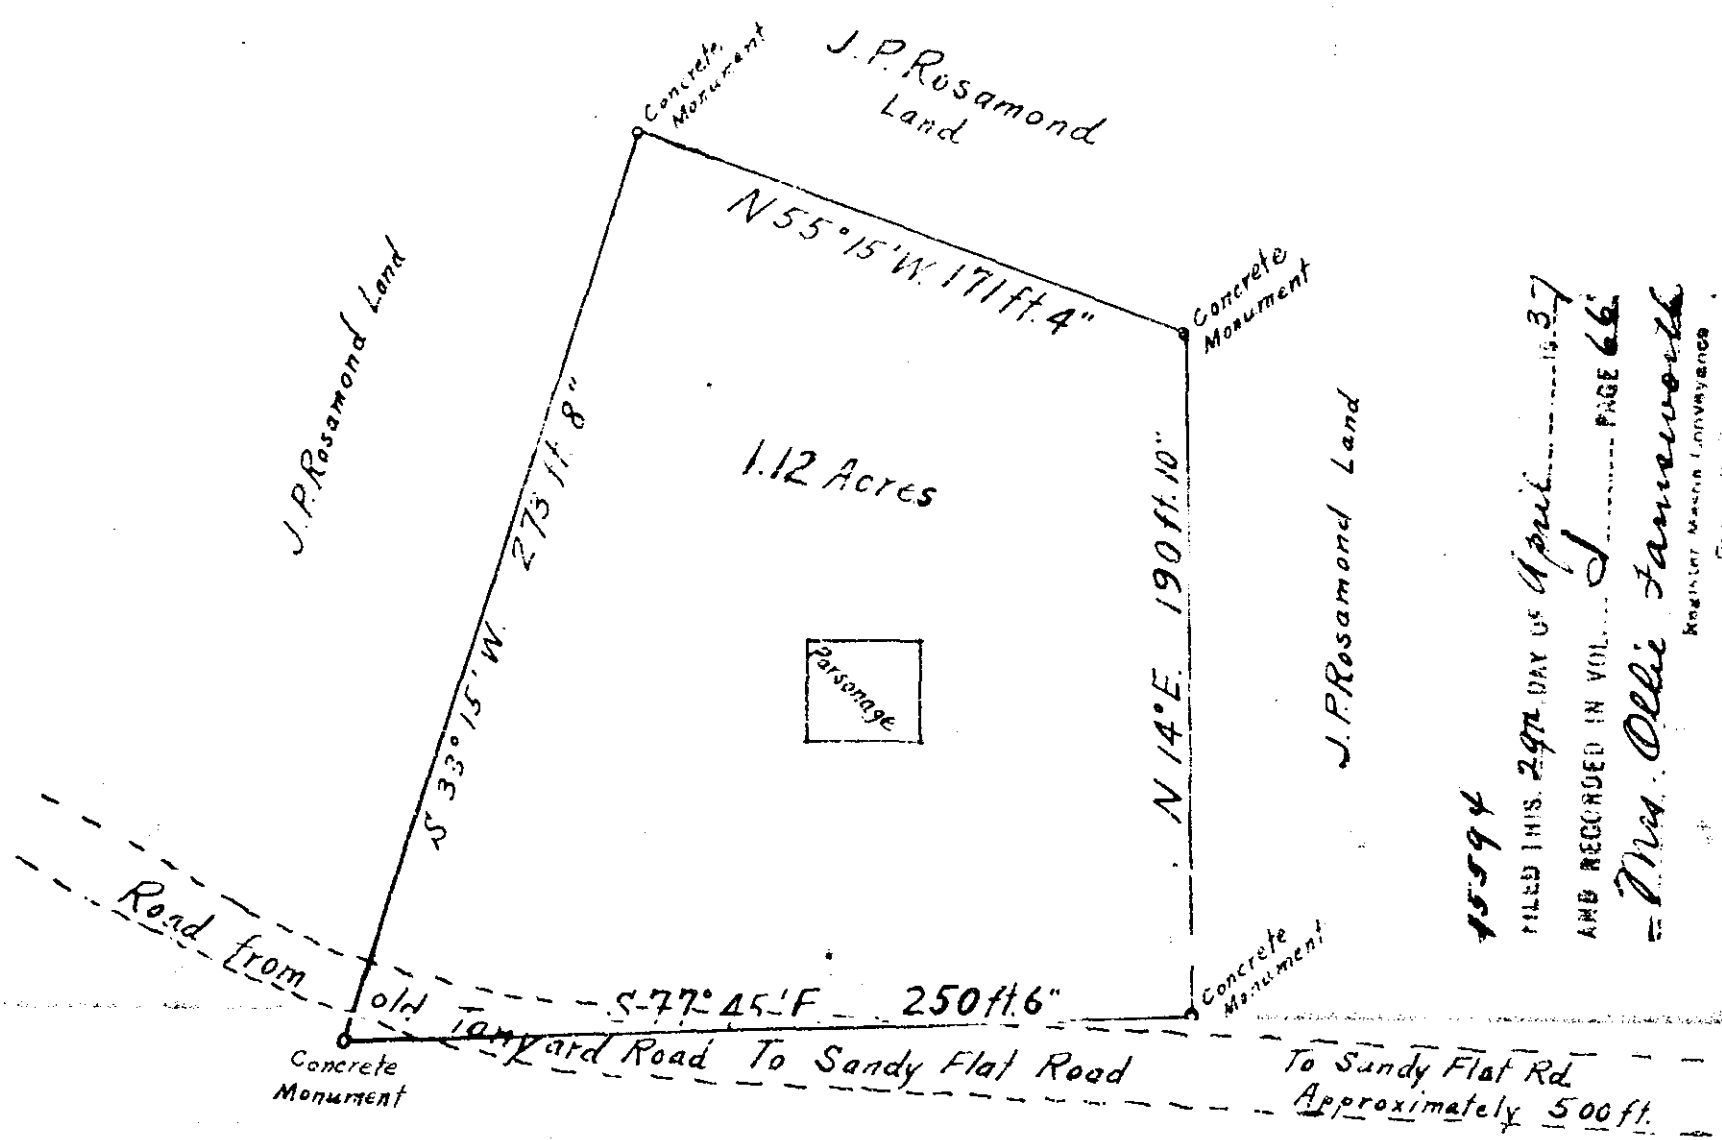 J. P. Rosamond
Land
Concrete
Monument
N 55° 15' W. 171 ft. 4"
Concrete
Monument
J. P. Rosamond Land
S 33° 15' W. 273 ft. 8"
1.12 Acres
Parsonage
N 14° E. 190 ft. 10"
J. P. Rosamond Land
Concrete
Monument
S-77° 45' E 250 ft. 6"
Road from old Tanyard Road To Sandy Flat Road
Concrete
Monument
To Sandy Flat Rd.
Approximately 500 ft.
FILED THIS DAY OF April 1937
AND RECORDED IN VOL. J PAGE 66
Mrs. Ollie Farnsworth
Register Mesne Conveyance